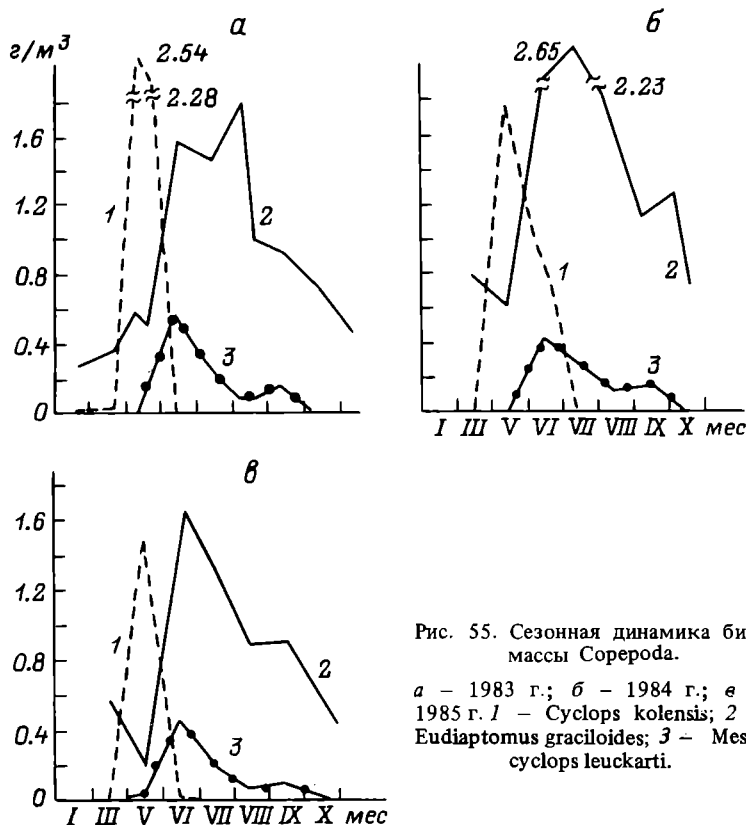 а
г/м³
2.54
2.28
1.6
1.2
0.8
0.4
0
1
2
3
б
2.65
2.23
1
2
3
I III V VI VII VIII IX X мес
в
1.6
1.2
0.8
0.4
0
1
2
3
I III V VI VII VIII IX X мес
Рис. 55. Сезонная динамика би
массы Copepoda.
а – 1983 г.; б – 1984 г.; в
1985 г. 1 – Cyclops kolensis; 2
Eudiaptomus graciloides; 3 – Mes
cyclops leuckarti.